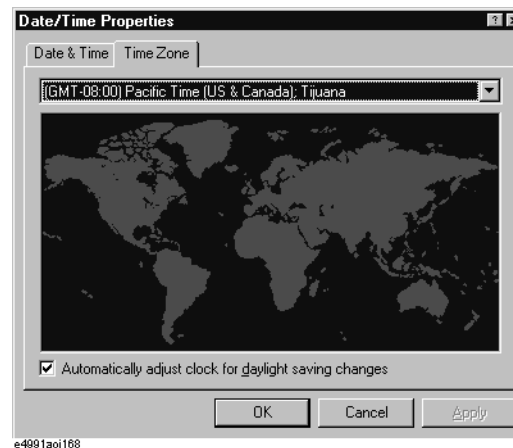 Date/Time Properties
Date & Time Time Zone
(GMT-08:00) Pacific Time (US & Canada); Tijuana
Automatically adjust clock for daylight saving changes
OK Cancel Apply
e4991aoj168